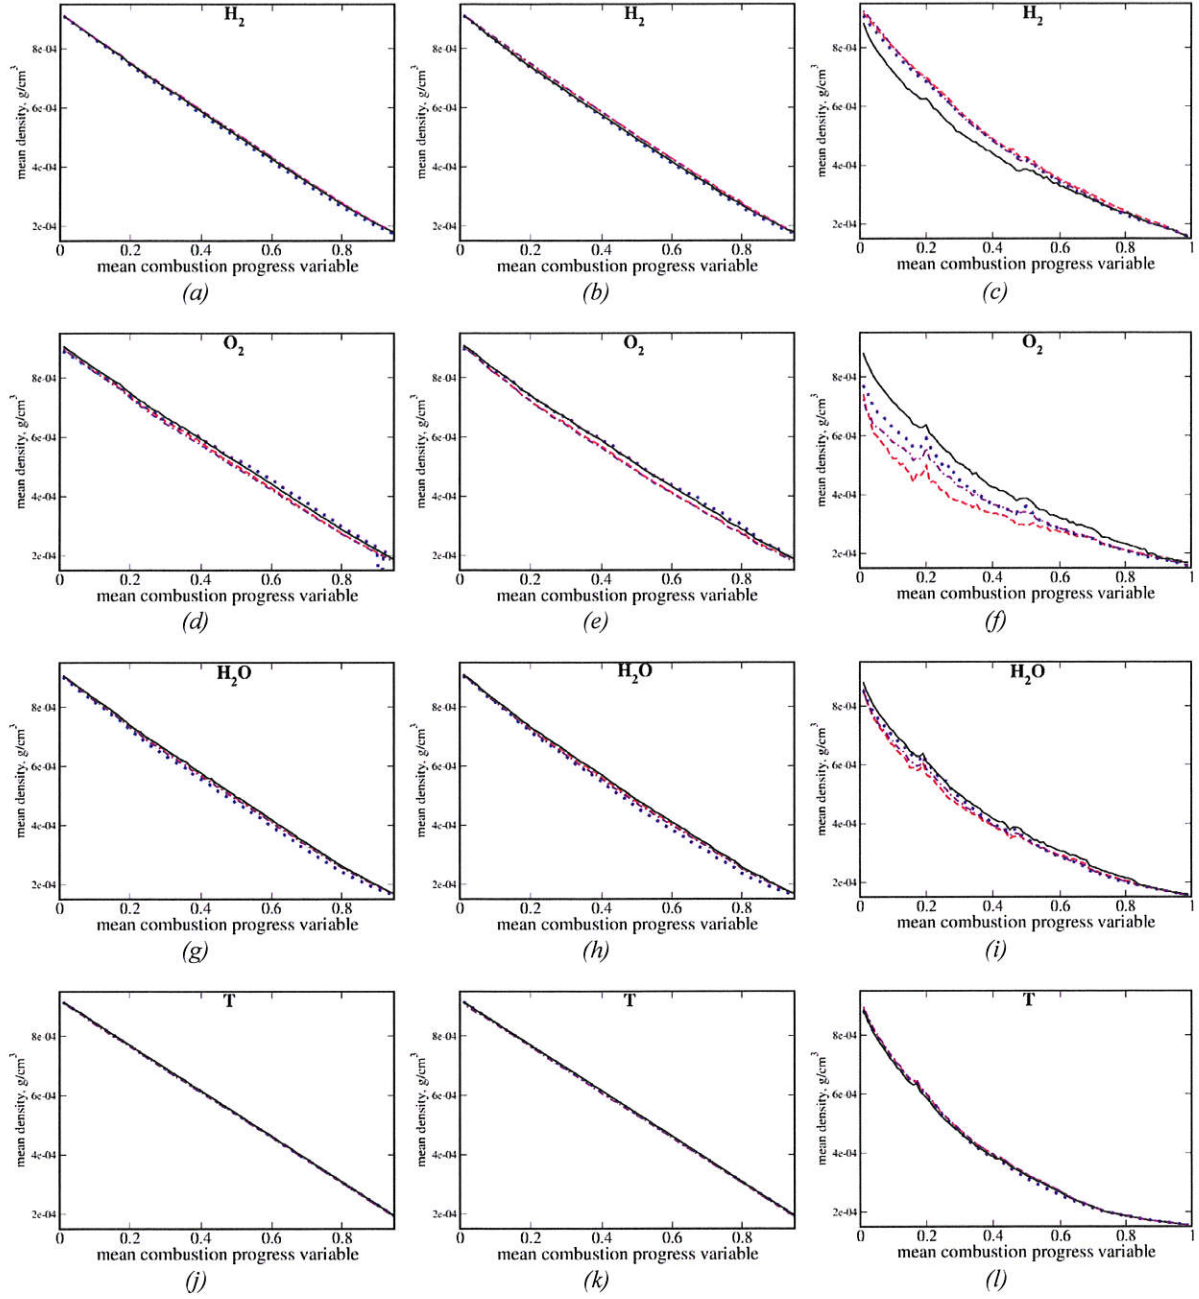 H2 H2 H2
mean density, g/cm3 mean density, g/cm3 mean density, g/cm3
8e-04 8e-04 8e-04
6e-04 6e-04 6e-04
4e-04 4e-04 4e-04
2e-04 2e-04 2e-04
0 0.2 0.4 0.6 0.8 0 0.2 0.4 0.6 0.8 0 0.2 0.4 0.6 0.8 1
mean combustion progress variable mean combustion progress variable mean combustion progress variable
(a) (b) (c)
O2 O2 O2
mean density, g/cm3 mean density, g/cm3 mean density, g/cm3
8e-04 8e-04 8e-04
6e-04 6e-04 6e-04
4e-04 4e-04 4e-04
2e-04 2e-04 2e-04
0 0.2 0.4 0.6 0.8 0 0.2 0.4 0.6 0.8 0 0.2 0.4 0.6 0.8 1
mean combustion progress variable mean combustion progress variable mean combustion progress variable
(d) (e) (f)
H2O H2O H2O
mean density, g/cm3 mean density, g/cm3 mean density, g/cm3
8e-04 8e-04 8e-04
6e-04 6e-04 6e-04
4e-04 4e-04 4e-04
2e-04 2e-04 2e-04
0 0.2 0.4 0.6 0.8 0 0.2 0.4 0.6 0.8 0 0.2 0.4 0.6 0.8 1
mean combustion progress variable mean combustion progress variable mean combustion progress variable
(g) (h) (i)
T T T
mean density, g/cm3 mean density, g/cm3 mean density, g/cm3
8e-04 8e-04 8e-04
6e-04 6e-04 6e-04
4e-04 4e-04 4e-04
2e-04 2e-04 2e-04
0 0.2 0.4 0.6 0.8 0 0.2 0.4 0.6 0.8 0 0.2 0.4 0.6 0.8 1
mean combustion progress variable mean combustion progress variable mean combustion progress variable
(j) (k) (l)